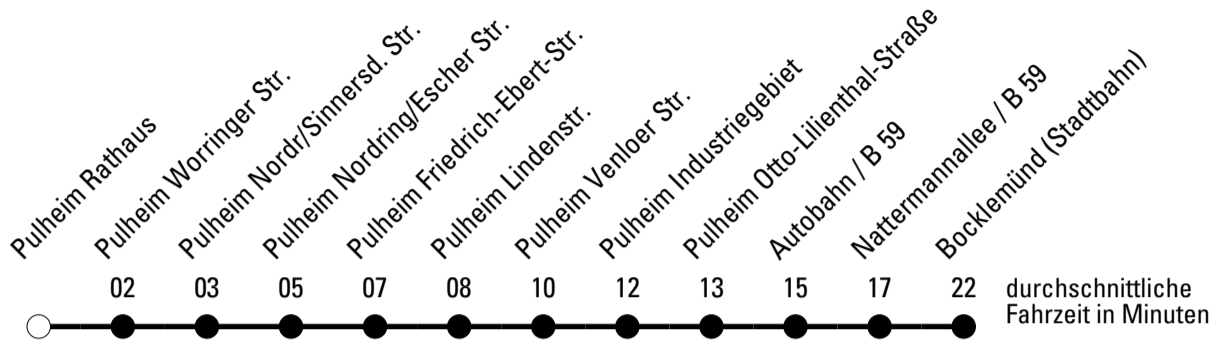 Pulheim Rathaus
Pulheim Worringer Str.
Pulheim Nordr/Sinnersd. Str.
Pulheim Nordring/Escher Str.
Pulheim Friedrich-Ebert-Str.
Pulheim Lindenstr.
Pulheim Venloer Str.
Pulheim Industriegebiet
Pulheim Otto-Lilienthal-Straße
Autobahn / B 59
Nattermannallee / B 59
Bocklemünd (Stadtbahn)
02 03 05 07 08 10 12 13 15 17 22 durchschnittliche
Fahrzeit in Minuten